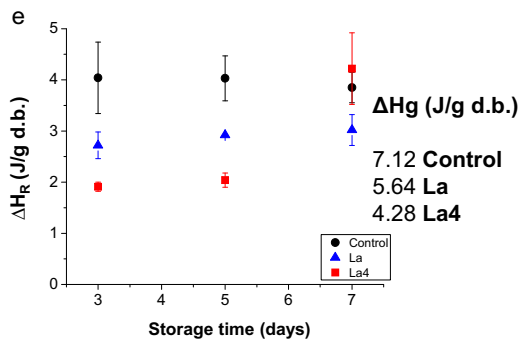 e
5
4
3
2
1
0
ΔH_R (J/g d.b.)
3
4
5
6
7
Storage time (days)
Control
La
La4
ΔHg (J/g d.b.)
7.12 Control
5.64 La
4.28 La4